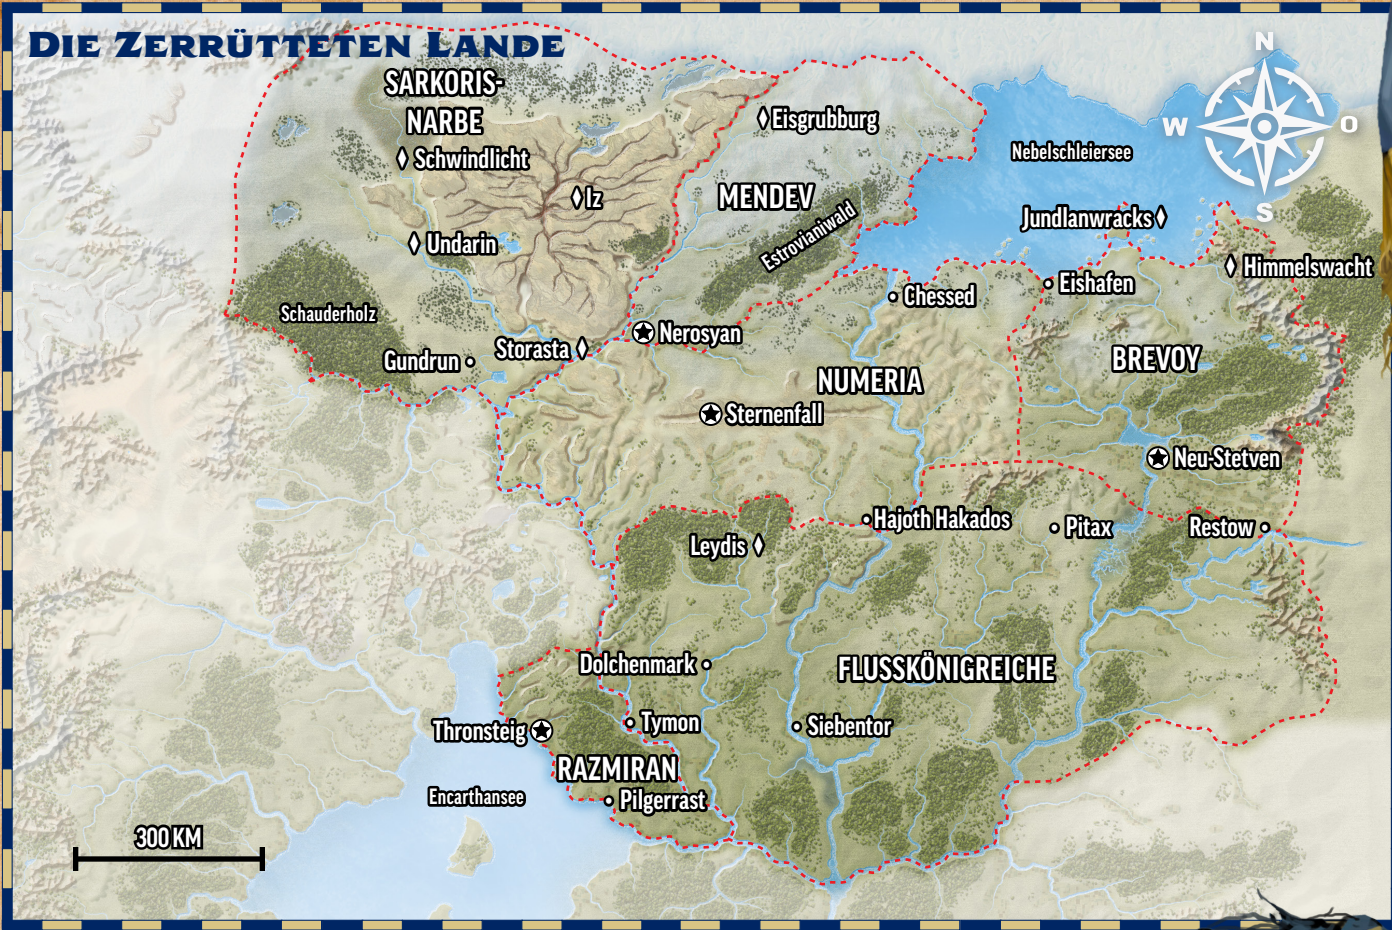 DIE ZERRÜTTETEN LANDE
N
W
O
S
SARKORIS-
NARBE
Schwindlicht
Iz
Undarin
Schauderholz
Gundrun
Storasta
Eisgrubburg
MENDEV
Estrovianiwald
Nerosyan
Nebelschleiersee
Jundlanwracks
Himmelswacht
Eishafen
Chessed
BREVOY
NUMERIA
Sternenfall
Neu-Stetven
Hajoth Hakados
Pitax
Restow
Leydis
Dolchenmark
FLUSSKÖNIGREICHE
Thronsteig
Tymon
Siebentor
RAZMIRAN
Pilgerrast
Encarthansee
300 KM